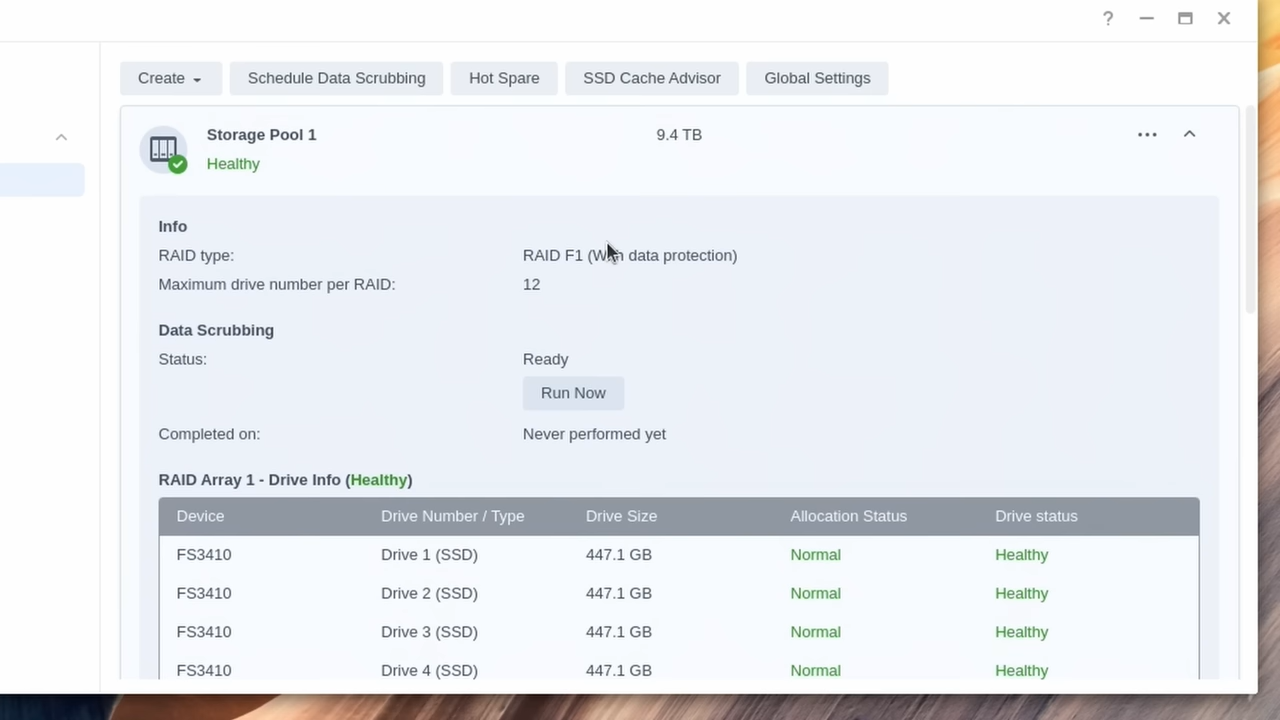 Create
Schedule Data Scrubbing
Hot Spare
SSD Cache Advisor
Global Settings
Storage Pool 1
9.4 TB
Healthy
Info
RAID type: RAID F1 (With data protection)
Maximum drive number per RAID: 12
Data Scrubbing
Status: Ready
Run Now
Completed on: Never performed yet
RAID Array 1 - Drive Info (Healthy)
Device Drive Number / Type Drive Size Allocation Status Drive status
FS3410 Drive 1 (SSD) 447.1 GB Normal Healthy
FS3410 Drive 2 (SSD) 447.1 GB Normal Healthy
FS3410 Drive 3 (SSD) 447.1 GB Normal Healthy
FS3410 Drive 4 (SSD) 447.1 GB Normal Healthy